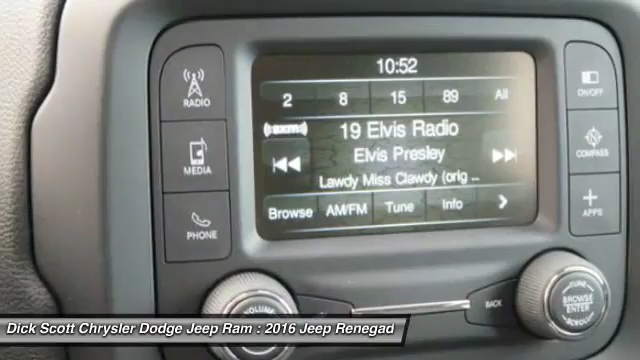 10:52
2 8 15 89 All
((sxm))
19 Elvis Radio
Elvis Presley
Lawdy Miss Clawdy (orig ...
Browse AM/FM Tune Info
RADIO
MEDIA
PHONE
ON/OFF
COMPASS
APPS
VOLUME
BACK
TUNE
BROWSE
ENTER
SCROLL
Dick Scott Chrysler Dodge Jeep Ram : 2016 Jeep Renegad